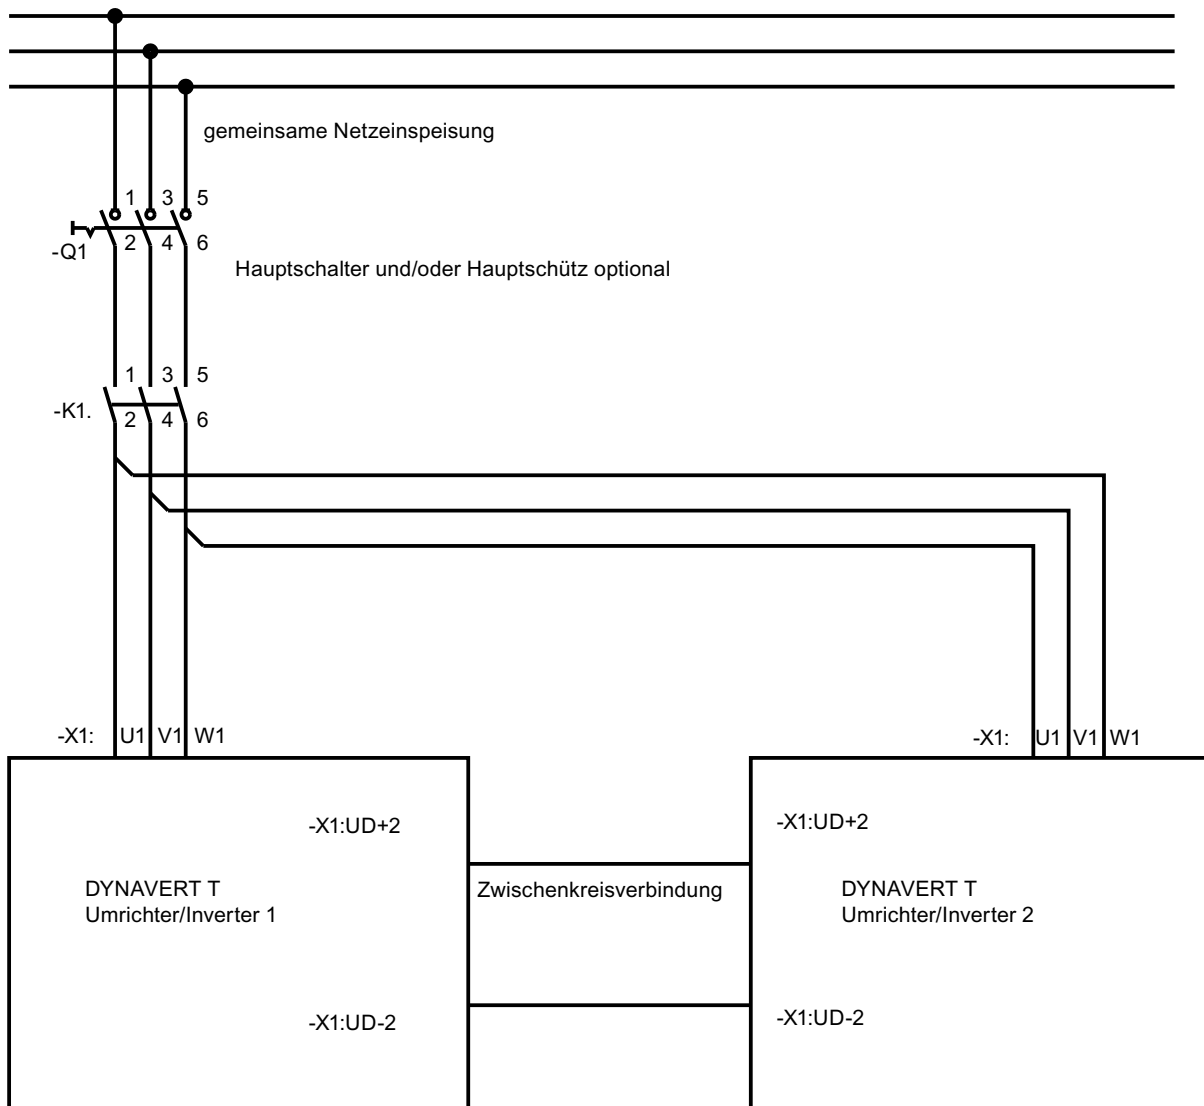 gemeinsame Netzeinspeisung
1 3 5
-Q1 2 4 6
Hauptschalter und/oder Hauptschütz optional
1 3 5
-K1. 2 4 6
-X1: U1 V1 W1
-X1: U1 V1 W1
-X1:UD+2
-X1:UD+2
DYNAVERT T
Umrichter/Inverter 1
Zwischenkreisverbindung
DYNAVERT T
Umrichter/Inverter 2
-X1:UD-2
-X1:UD-2